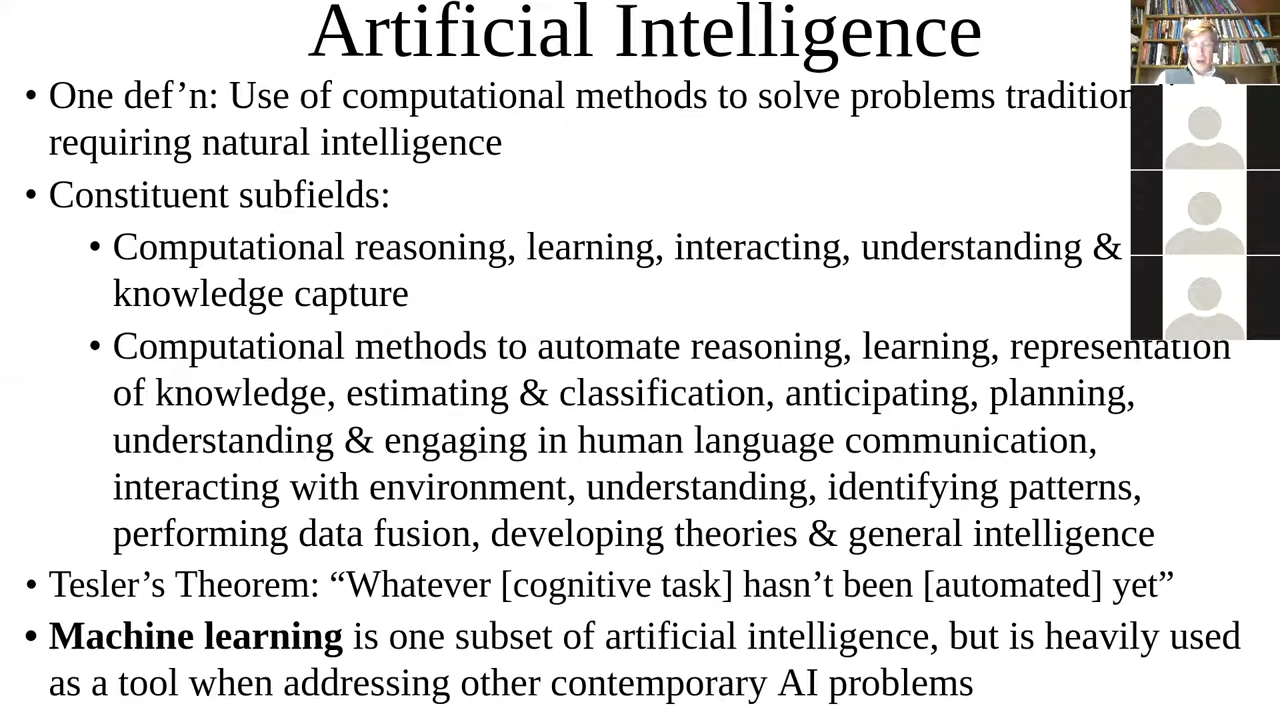 Artificial Intelligence
• One def’n: Use of computational methods to solve problems
requiring natural intelligence
• Constituent subfields:
• Computational reasoning, learning, interacting, understanding &
knowledge capture
• Computational methods to automate reasoning, learning, representation
of knowledge, estimating & classification, anticipating, planning,
understanding & engaging in human language communication,
interacting with environment, understanding, identifying patterns,
performing data fusion, developing theories & general intelligence
• Tesler’s Theorem: “Whatever [cognitive task] hasn’t been [automated] yet”
• Machine learning is one subset of artificial intelligence, but is heavily used
as a tool when addressing other contemporary AI problems